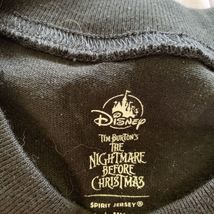 Disney
TIM BURTON'S
THE
NIGHTMARE
BEFORE
CHRISTMAS
SPIRIT JERSEY®